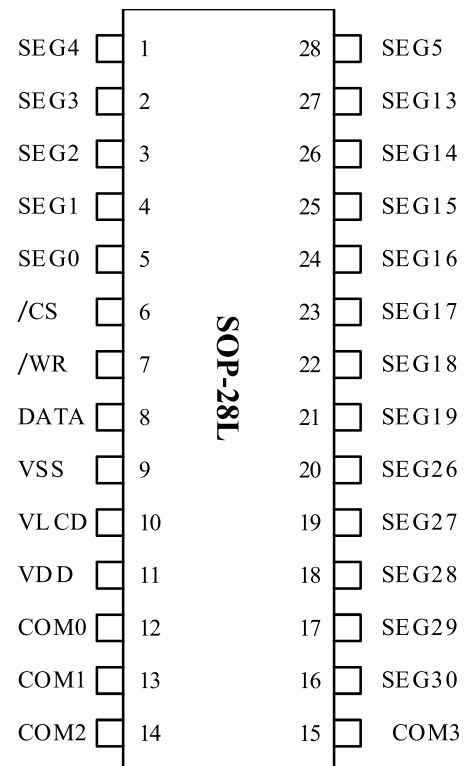 SEG4 1 28 SEG5
SEG3 2 27 SEG13
SEG2 3 26 SEG14
SEG1 4 25 SEG15
SEG0 5 24 SEG16
/CS 6 23 SEG17
/WR 7 22 SEG18
DATA 8 21 SEG19
VSS 9 20 SEG26
VLCD 10 19 SEG27
VDD 11 18 SEG28
COM0 12 17 SEG29
COM1 13 16 SEG30
COM2 14 15 COM3
SOP-28L